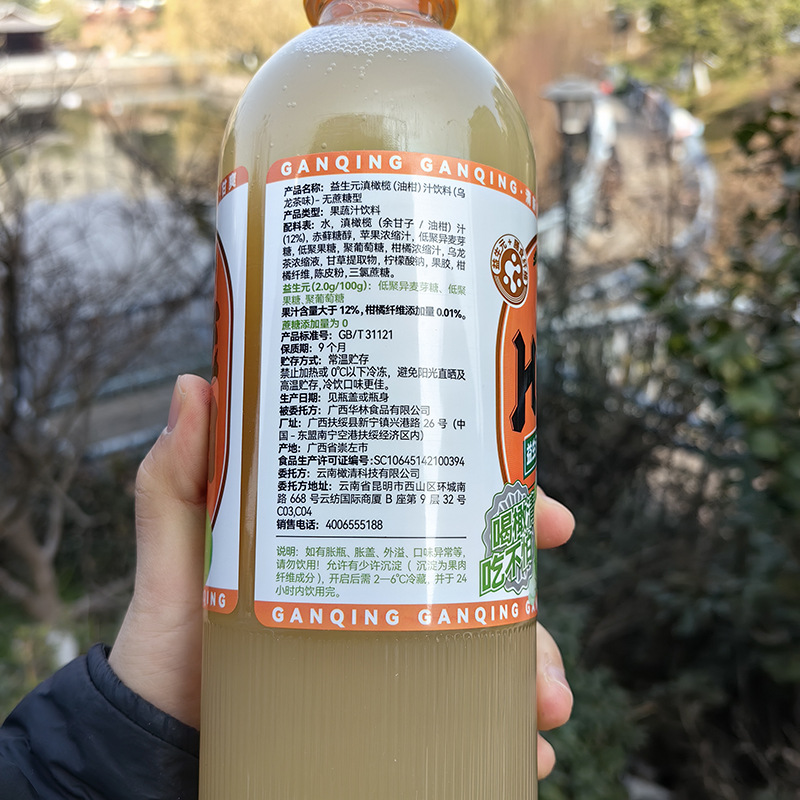 GANQING GANQING
产品名称：益生元滇橄榄（油柑）汁饮料（乌
龙茶味）- 无蔗糖型
产品类型：果蔬汁饮料
配料表：水，滇橄榄（余甘子 / 油柑）汁
(12%), 赤藓糖醇，苹果浓缩汁，低聚异麦芽
糖，低聚果糖，聚葡萄糖，柑橘浓缩汁，乌龙
茶浓缩液，甘草提取物，柠檬酸钠，果胶，柑
橘纤维，陈皮粉，三氯蔗糖。
益生元(2.0g/100g)：低聚异麦芽糖、低聚
果糖、聚葡萄糖
果汁含量大于 12%, 柑橘纤维添加量 0.01%。
蔗糖添加量为 0
产品标准号：GB/T 31121
保质期：9 个月
贮存方式：常温贮存
禁止加热或 0℃以下冷冻，避免阳光直晒及
高温贮存, 冷饮口味更佳。
生产日期：见瓶盖或瓶身
被委托方：广西华林食品有限公司
厂址：广西扶绥县新宁镇兴港路 26 号（中
国 - 东盟南宁空港扶绥经济区内）
产地：广西省崇左市
食品生产许可证编号:SC10645142100394
委托方：云南橄清科技有限公司
委托方地址：云南省昆明市西山区环城南
路 668 号云纺国际商厦 B 座第 9 层 32 号
C03,C04
销售电话：4006555188
说明：如有胀瓶、胀盖、外溢、口味异常等，
请勿饮用！允许有少许沉淀（ 沉淀为果肉
纤维成分），开启后需 2—6℃冷藏，并于 24
小时内饮用完。
GANQING GANQING
喝橄
吃不
NG
H